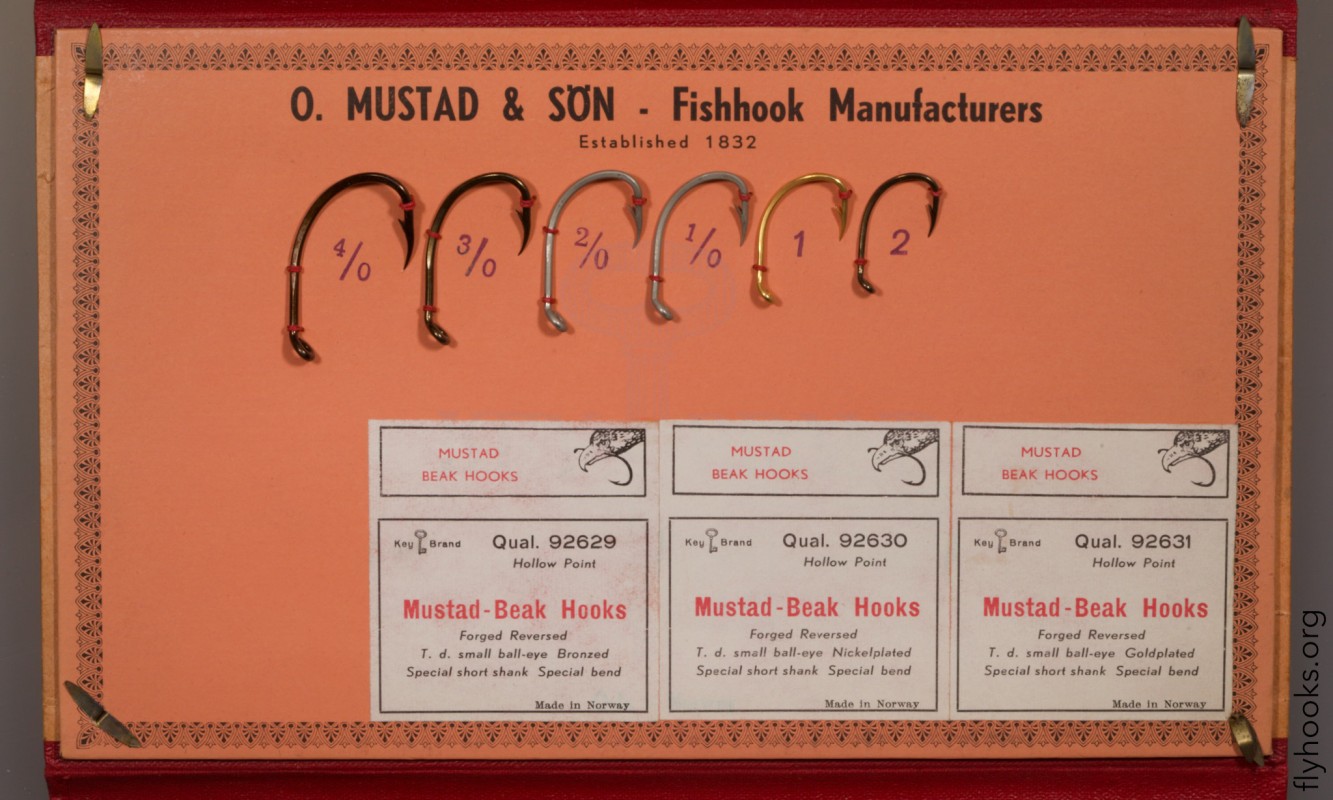 O. MUSTAD & SÖN - Fishhook Manufacturers
Established 1832
4/0 3/0 2/0 1/0 1 2
MUSTAD
BEAK HOOKS
Key Brand Qual. 92629
Hollow Point
Mustad-Beak Hooks
Forged Reversed
T. d. small ball-eye Bronzed
Special short shank Special bend
Made in Norway
MUSTAD
BEAK HOOKS
Key Brand Qual. 92630
Hollow Point
Mustad-Beak Hooks
Forged Reversed
T. d. small ball-eye Nickelplated
Special short shank Special bend
Made in Norway
MUSTAD
BEAK HOOKS
Key Brand Qual. 92631
Hollow Point
Mustad-Beak Hooks
Forged Reversed
T. d. small ball-eye Goldplated
Special short shank Special bend
Made in Norway
flyhooks.org